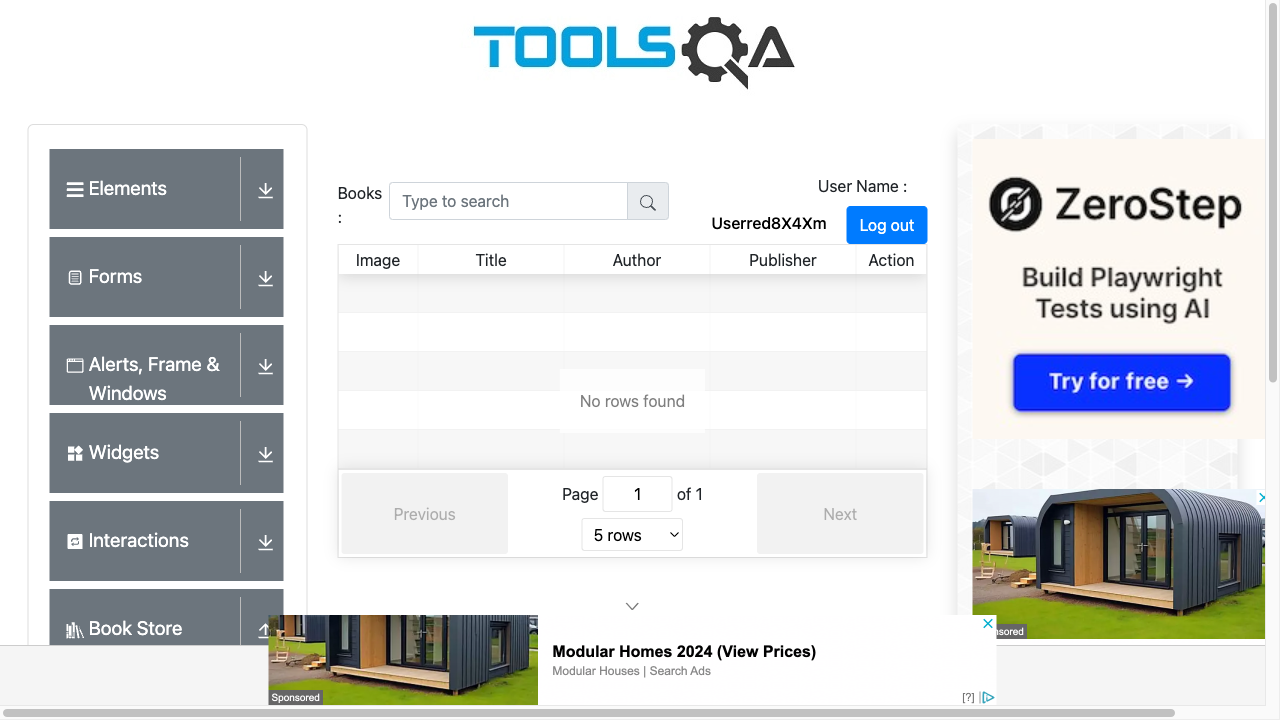 TOOLSQA
Elements
Forms
Alerts, Frame &
Windows
Widgets
Interactions
Book Store
Books
:
Type to search
User Name :
Userred8X4Xm
Log out
Image Title Author Publisher Action
No rows found
Previous
Page 1 of 1
5 rows
Next
ZeroStep
Build Playwright
Tests using AI
Try for free →
Sponsored
Modular Homes 2024 (View Prices)
Modular Houses | Search Ads
[?]